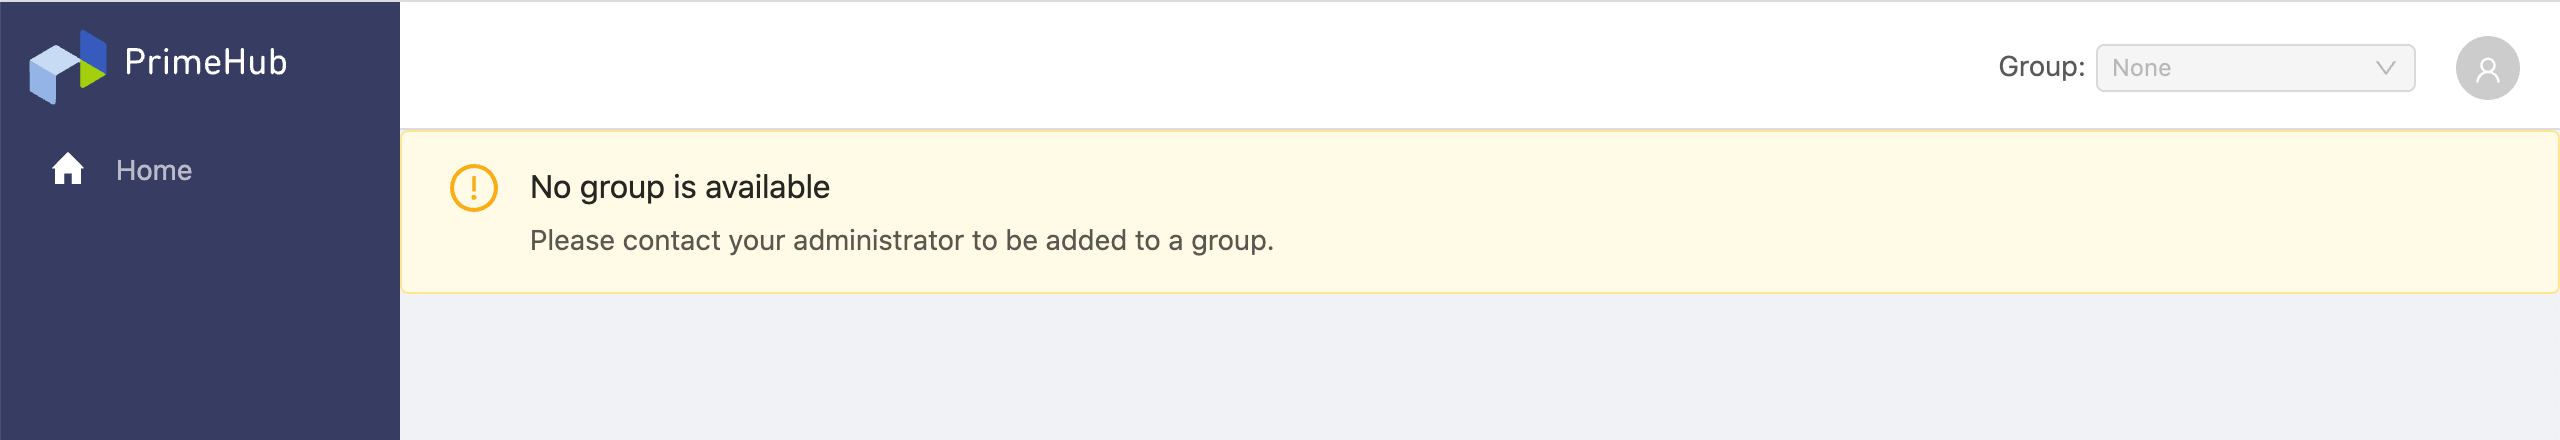 PrimeHub
Group: None
Home
No group is available
Please contact your administrator to be added to a group.